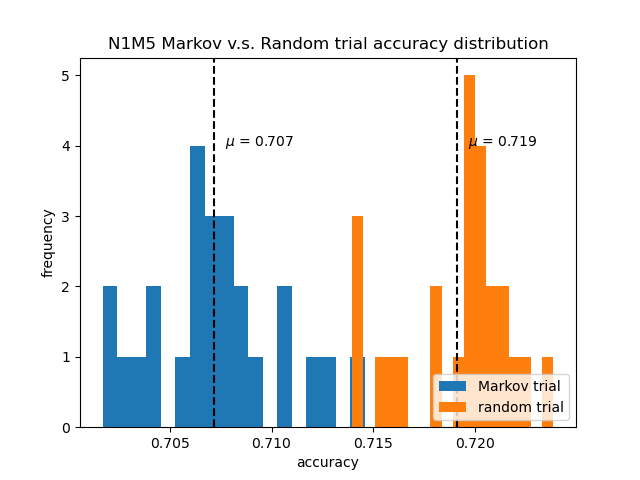 N1M5 Markov v.s. Random trial accuracy distribution
5
4
3
2
1
0
frequency
μ = 0.707
μ = 0.719
Markov trial
random trial
0.705 0.710 0.715 0.720
accuracy